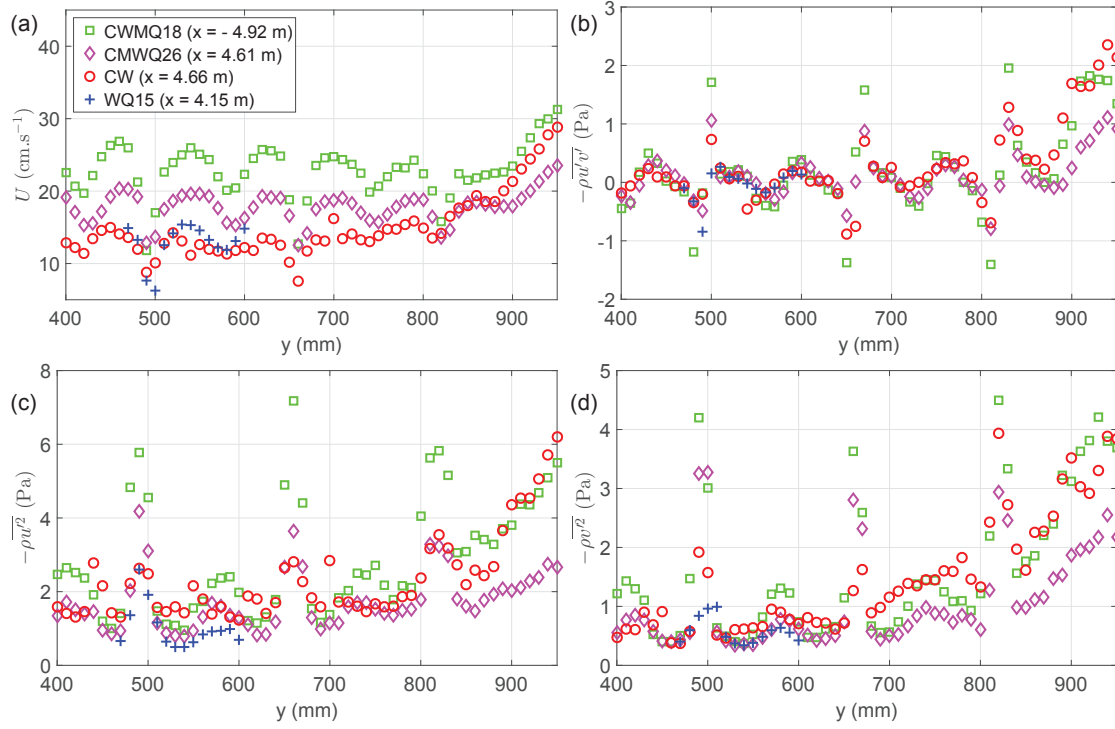 (a)
CWMQ18 (x = - 4.92 m)
CMWQ26 (x = 4.61 m)
CW (x = 4.66 m)
WQ15 (x = 4.15 m)
40
30
20
10
U (cm.s⁻¹)
400 500 600 700 800 900
y (mm)
(b)
3
2
1
0
-1
-2
−ρu′v′ (Pa)
400 500 600 700 800 900
y (mm)
(c)
8
6
4
2
0
−ρu′² (Pa)
400 500 600 700 800 900
y (mm)
(d)
5
4
3
2
1
0
−ρv′² (Pa)
400 500 600 700 800 900
y (mm)